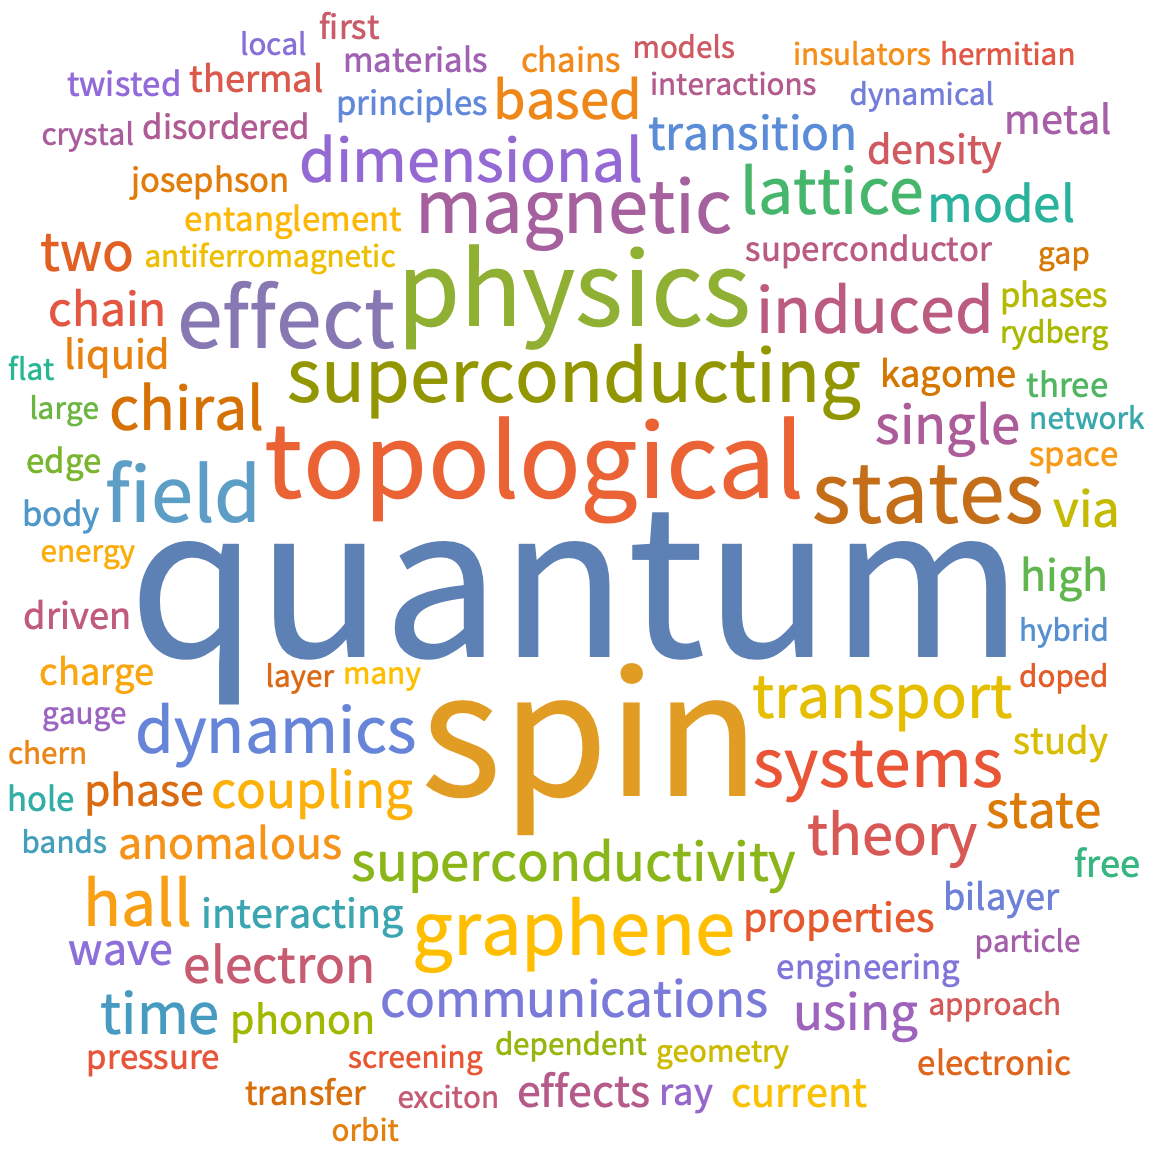 first
local
materials
chains
models
insulators
hermitian
twisted
thermal
principles
based
interactions
dynamical
crystal
disordered
dimensional
transition
density
metal
josephson
magnetic
lattice
model
entanglement
two
antiferromagnetic
physics
superconductor
gap
chain
effect
induced
phases
rydberg
flat
liquid
superconducting
kagome
three
large
chiral
topological
single
network
edge
field
states
space
body
via
energy
quantum
high
driven
hybrid
charge
layer
many
spin
transport
doped
gauge
dynamics
systems
study
chern
hole
phase
coupling
theory
state
bands
anomalous
superconductivity
free
hall
interacting
graphene
properties
bilayer
wave
electron
engineering
particle
time
phonon
communications
using
approach
pressure
screening
dependent
geometry
electronic
transfer
exciton
effects
ray
current
orbit